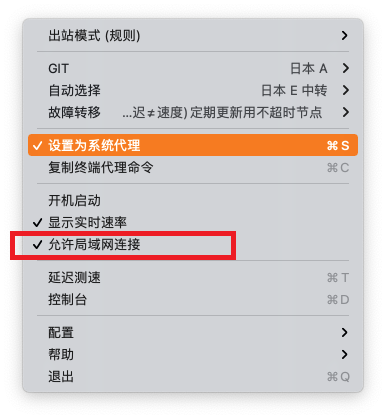 出站模式 (规则)
GIT 日本 A
自动选择 日本 E 中转
故障转移 ...迟≠速度) 定期更新用不超时节点
设置为系统代理 ⌘ S
复制终端代理命令 ⌘ C
开机启动
显示实时速率
允许局域网连接
延迟测速 ⌘ T
控制台 ⌘ D
配置
帮助
退出 ⌘ Q